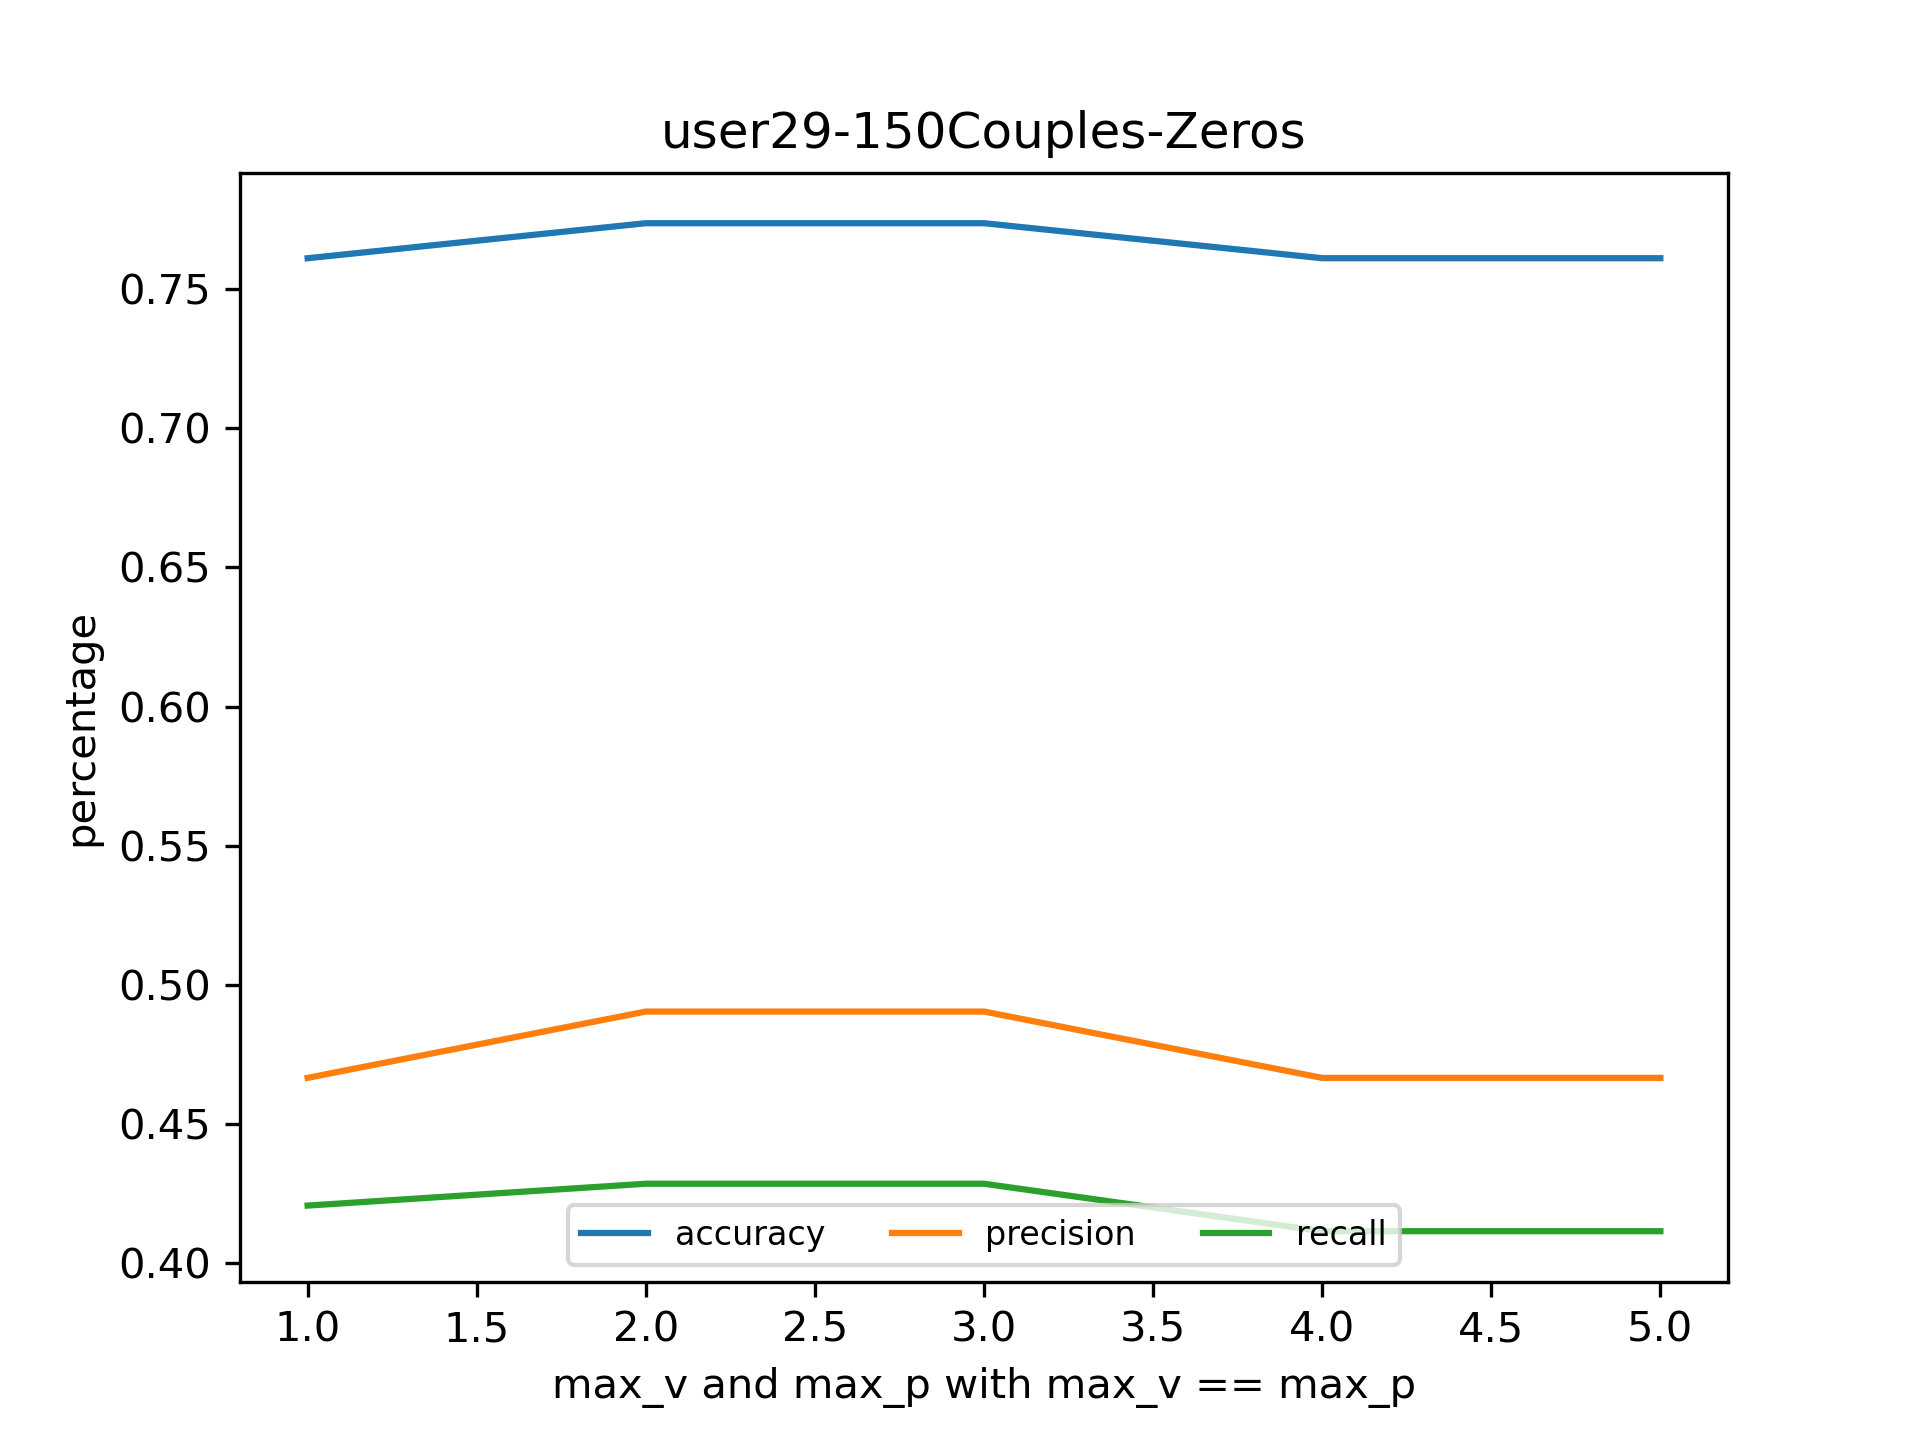 user29-150Couples-Zeros
percentage
0.75
0.70
0.65
0.60
0.55
0.50
0.45
0.40
accuracy precision recall
1.0 1.5 2.0 2.5 3.0 3.5 4.0 4.5 5.0
max_v and max_p with max_v == max_p